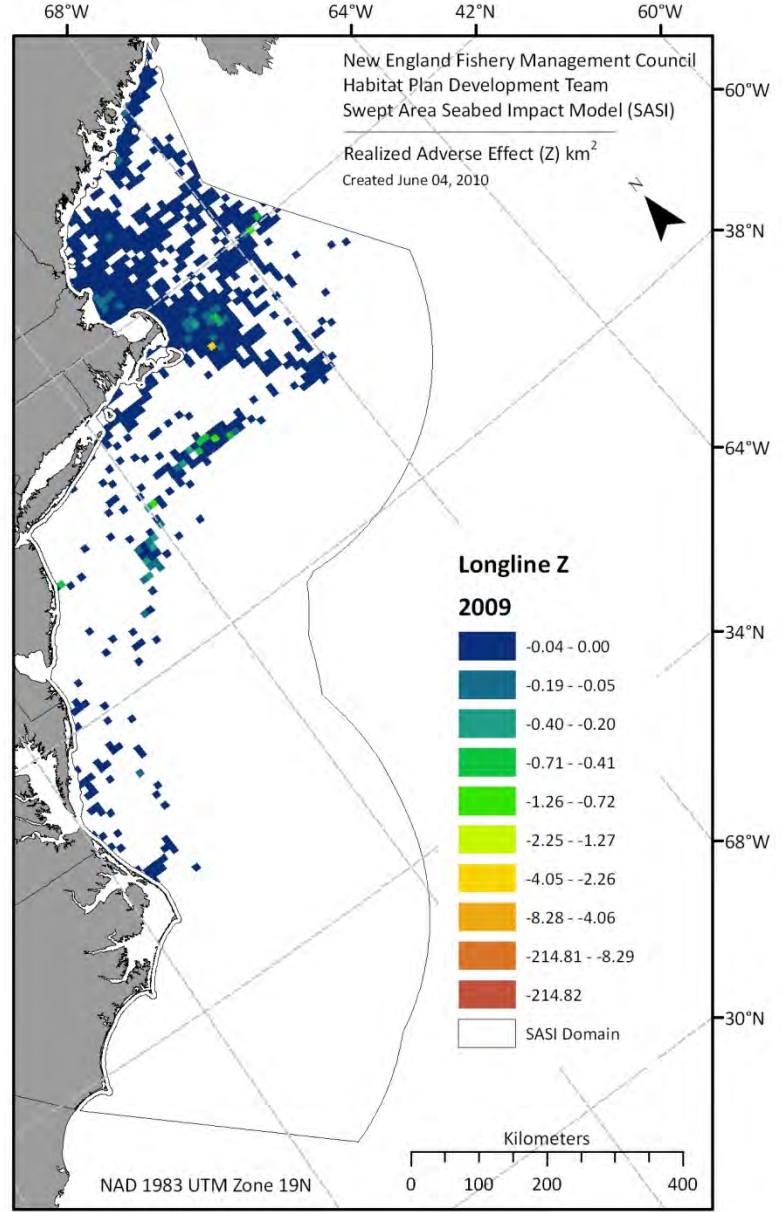 68°W 64°W 42°N 60°W
New England Fishery Management Council
Habitat Plan Development Team
Swept Area Seabed Impact Model (SASI)
Realized Adverse Effect (Z) km²
Created June 04, 2010
N
60°W
38°N
64°W
34°N
68°W
30°N
Longline Z
2009
-0.04 - 0.00
-0.19 - -0.05
-0.40 - -0.20
-0.71 - -0.41
-1.26 - -0.72
-2.25 - -1.27
-4.05 - -2.26
-8.28 - -4.06
-214.81 - -8.29
-214.82
SASI Domain
Kilometers
0 100 200 400
NAD 1983 UTM Zone 19N